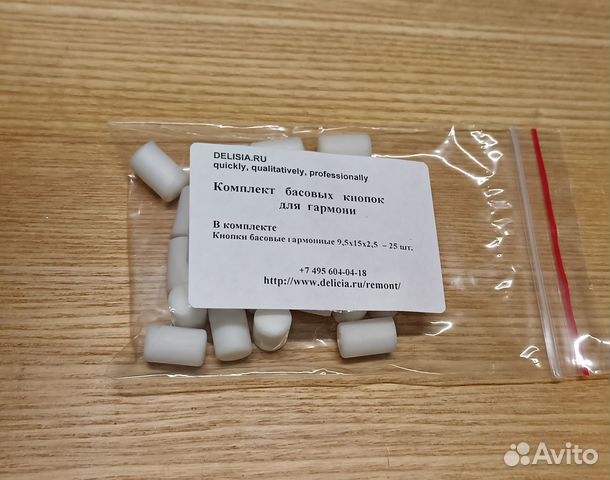 DELISIA.RU
quickly, qualitatively, professionally
Комплект басовых кнопок
для гармони
В комплекте
Кнопки басовые гармонные 9,5х15х2,5 – 25 шт.
+7 495 604-04-18
http://www.delicia.ru/remont/
Avito